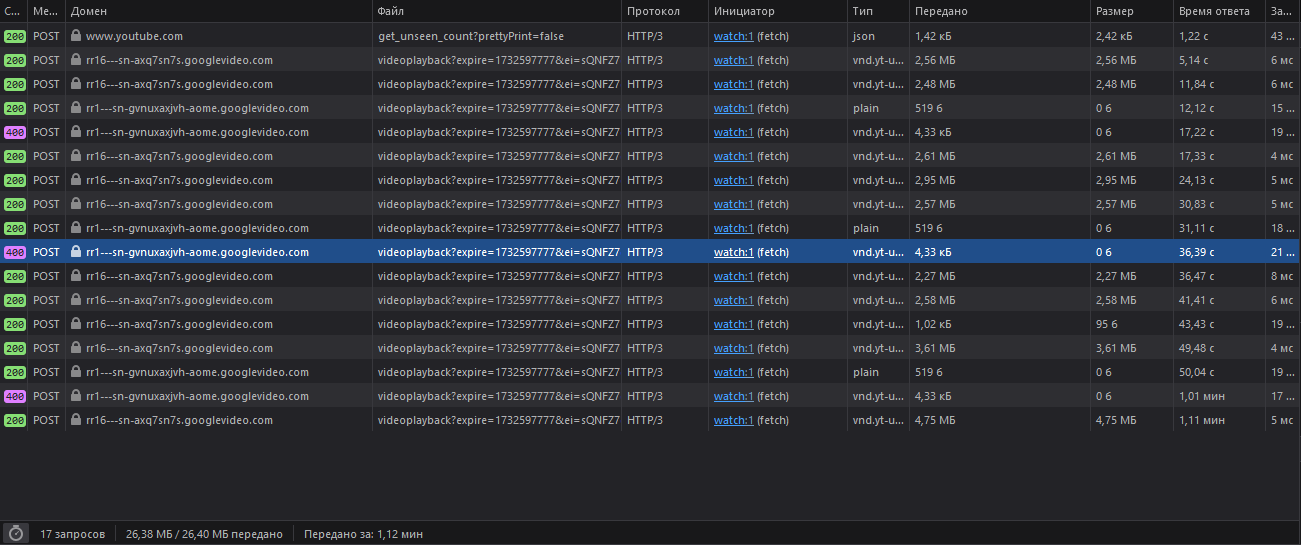 С... Ме... Домен Файл Протокол Инициатор Тип Передано Размер Время ответа За...
200 POST www.youtube.com get_unseen_count?prettyPrint=false HTTP/3 watch:1 (fetch) json 1,42 кБ 2,42 кБ 1,22 с 43 ...
200 POST rr16---sn-axq7sn7s.googlevideo.com videoplayback?expire=1732597777&ei=sQNFZ7 HTTP/3 watch:1 (fetch) vnd.yt-u... 2,56 МБ 2,56 МБ 5,14 с 6 мс
200 POST rr16---sn-axq7sn7s.googlevideo.com videoplayback?expire=1732597777&ei=sQNFZ7 HTTP/3 watch:1 (fetch) vnd.yt-u... 2,48 МБ 2,48 МБ 11,84 с 6 мс
200 POST rr1---sn-gvnuxaxjvh-aome.googlevideo.com videoplayback?expire=1732597777&ei=sQNFZ7 HTTP/3 watch:1 (fetch) plain 519 б 0 б 12,12 с 15 ...
400 POST rr1---sn-gvnuxaxjvh-aome.googlevideo.com videoplayback?expire=1732597777&ei=sQNFZ7 HTTP/3 watch:1 (fetch) vnd.yt-u... 4,33 кБ 0 б 17,22 с 19 ...
200 POST rr16---sn-axq7sn7s.googlevideo.com videoplayback?expire=1732597777&ei=sQNFZ7 HTTP/3 watch:1 (fetch) vnd.yt-u... 2,61 МБ 2,61 МБ 17,33 с 4 мс
200 POST rr16---sn-axq7sn7s.googlevideo.com videoplayback?expire=1732597777&ei=sQNFZ7 HTTP/3 watch:1 (fetch) vnd.yt-u... 2,95 МБ 2,95 МБ 24,13 с 5 мс
200 POST rr16---sn-axq7sn7s.googlevideo.com videoplayback?expire=1732597777&ei=sQNFZ7 HTTP/3 watch:1 (fetch) vnd.yt-u... 2,57 МБ 2,57 МБ 30,83 с 5 мс
200 POST rr1---sn-gvnuxaxjvh-aome.googlevideo.com videoplayback?expire=1732597777&ei=sQNFZ7 HTTP/3 watch:1 (fetch) plain 519 б 0 б 31,11 с 18 ...
400 POST rr1---sn-gvnuxaxjvh-aome.googlevideo.com videoplayback?expire=1732597777&ei=sQNFZ7 HTTP/3 watch:1 (fetch) vnd.yt-u... 4,33 кБ 0 б 36,39 с 21 ...
200 POST rr16---sn-axq7sn7s.googlevideo.com videoplayback?expire=1732597777&ei=sQNFZ7 HTTP/3 watch:1 (fetch) vnd.yt-u... 2,27 МБ 2,27 МБ 36,47 с 8 мс
200 POST rr16---sn-axq7sn7s.googlevideo.com videoplayback?expire=1732597777&ei=sQNFZ7 HTTP/3 watch:1 (fetch) vnd.yt-u... 2,58 МБ 2,58 МБ 41,41 с 6 мс
200 POST rr16---sn-axq7sn7s.googlevideo.com videoplayback?expire=1732597777&ei=sQNFZ7 HTTP/3 watch:1 (fetch) vnd.yt-u... 1,02 кБ 95 б 43,43 с 19 ...
200 POST rr16---sn-axq7sn7s.googlevideo.com videoplayback?expire=1732597777&ei=sQNFZ7 HTTP/3 watch:1 (fetch) vnd.yt-u... 3,61 МБ 3,61 МБ 49,48 с 4 мс
200 POST rr1---sn-gvnuxaxjvh-aome.googlevideo.com videoplayback?expire=1732597777&ei=sQNFZ7 HTTP/3 watch:1 (fetch) plain 519 б 0 б 50,04 с 19 ...
400 POST rr1---sn-gvnuxaxjvh-aome.googlevideo.com videoplayback?expire=1732597777&ei=sQNFZ7 HTTP/3 watch:1 (fetch) vnd.yt-u... 4,33 кБ 0 б 1,01 мин 17 ...
200 POST rr16---sn-axq7sn7s.googlevideo.com videoplayback?expire=1732597777&ei=sQNFZ7 HTTP/3 watch:1 (fetch) vnd.yt-u... 4,75 МБ 4,75 МБ 1,11 мин 5 мс
17 запросов 26,38 МБ / 26,40 МБ передано Передано за: 1,12 мин